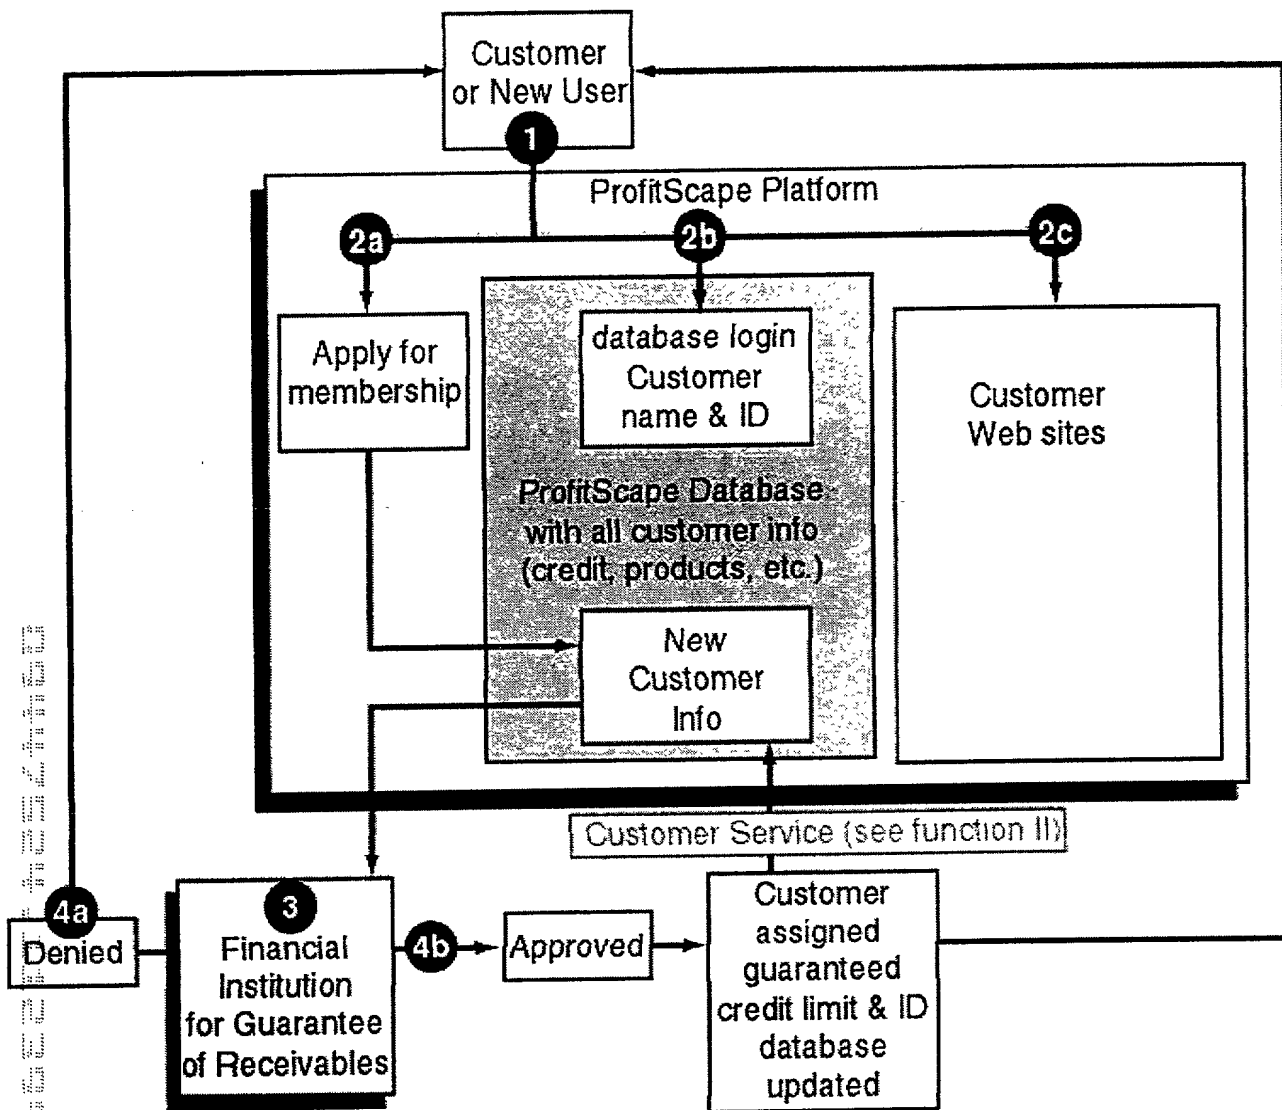 Customer
or New User
1
ProfitScape Platform
2a
2b
2c
Apply for
membership
database login
Customer
name & ID
Customer
Web sites
ProfitScape Database
with all customer info
(credit, products, etc.)
New
Customer
Info
Customer Service (see function II)
4a
Denied
3
Financial
Institution
for Guarantee
of Receivables
4b
Approved
Customer
assigned
guaranteed
credit limit & ID
database
updated